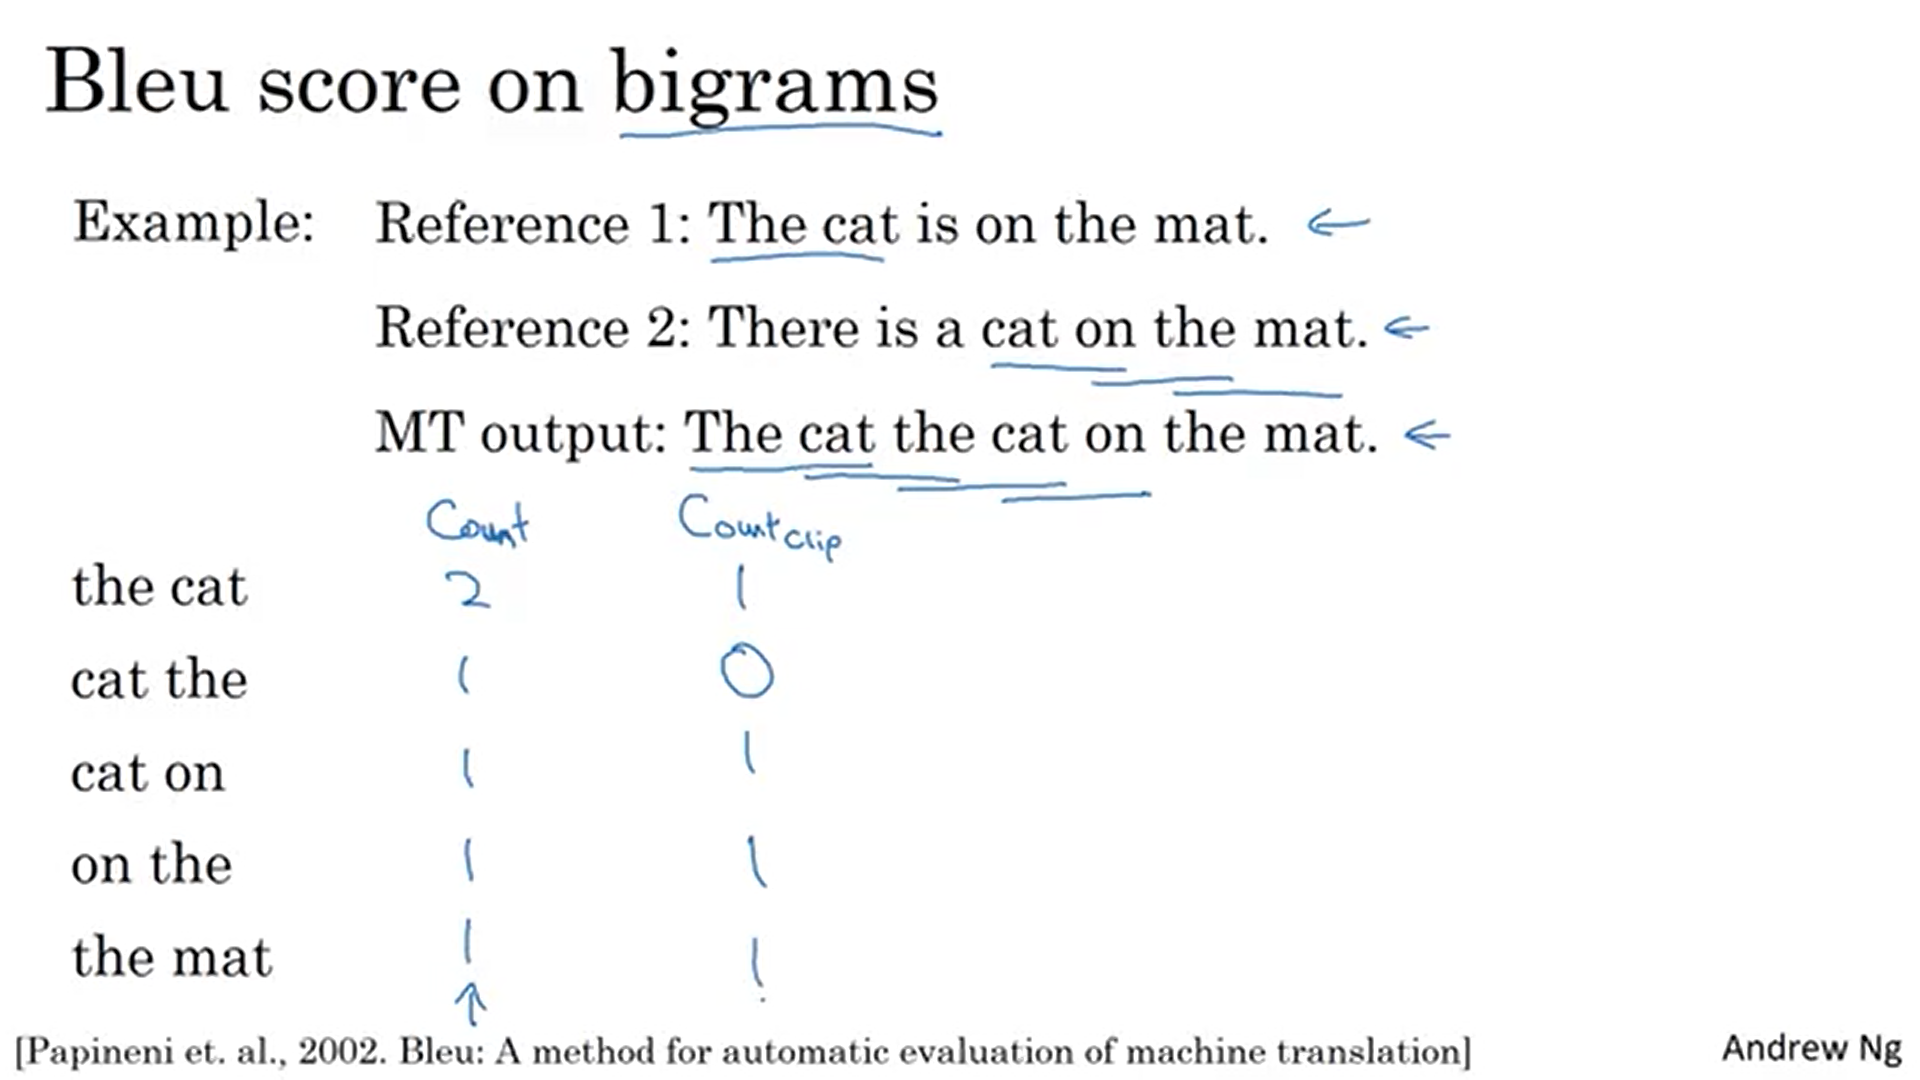 Bleu score on bigrams
Example: Reference 1: The cat is on the mat. ←
Reference 2: There is a cat on the mat. ←
MT output: The cat the cat on the mat. ←
Count Count clip
the cat 2 1
cat the 1 0
cat on 1 1
on the 1 1
the mat 1 1
↑
[Papineni et. al., 2002. Bleu: A method for automatic evaluation of machine translation] Andrew Ng